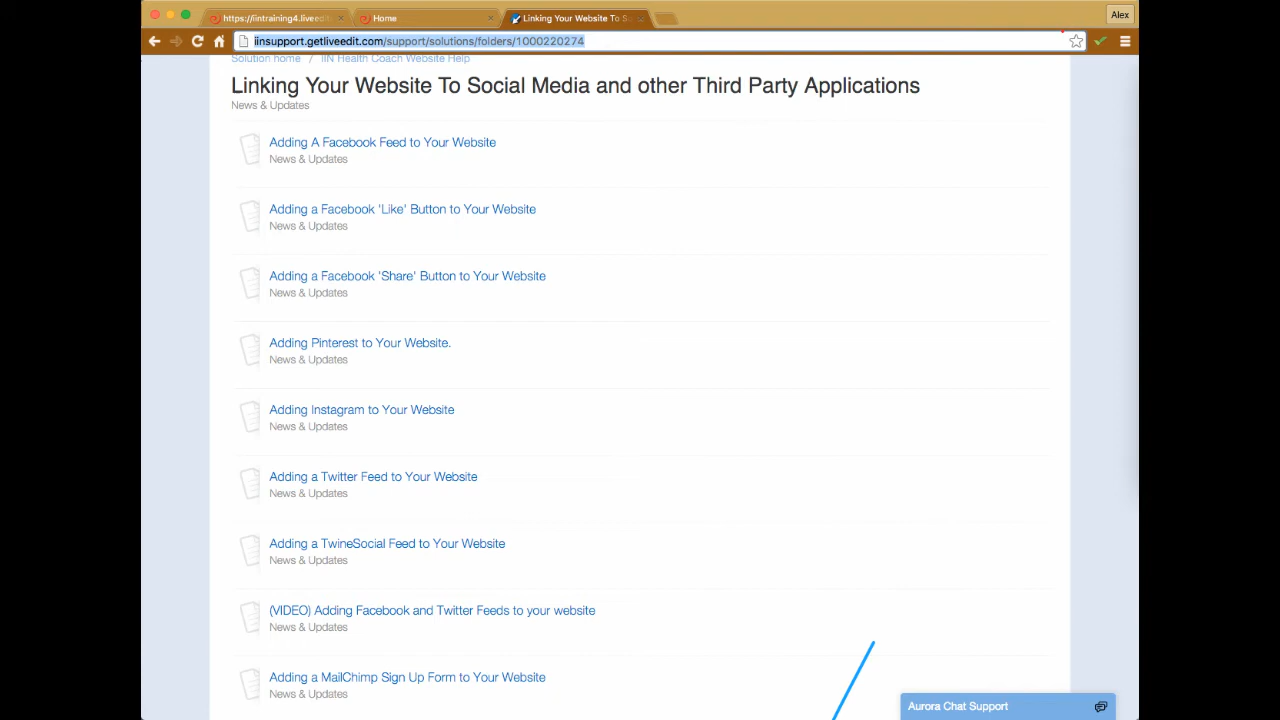 https://iintraining4.liveedit
Home
Linking Your Website To So
Alex
iinsupport.getliveedit.com/support/solutions/folders/1000220274
Solution home / IIN Health Coach Website Help
Linking Your Website To Social Media and other Third Party Applications
News & Updates
Adding A Facebook Feed to Your Website
News & Updates
Adding a Facebook 'Like' Button to Your Website
News & Updates
Adding a Facebook 'Share' Button to Your Website
News & Updates
Adding Pinterest to Your Website.
News & Updates
Adding Instagram to Your Website
News & Updates
Adding a Twitter Feed to Your Website
News & Updates
Adding a TwineSocial Feed to Your Website
News & Updates
(VIDEO) Adding Facebook and Twitter Feeds to your website
News & Updates
Adding a MailChimp Sign Up Form to Your Website
News & Updates
Aurora Chat Support